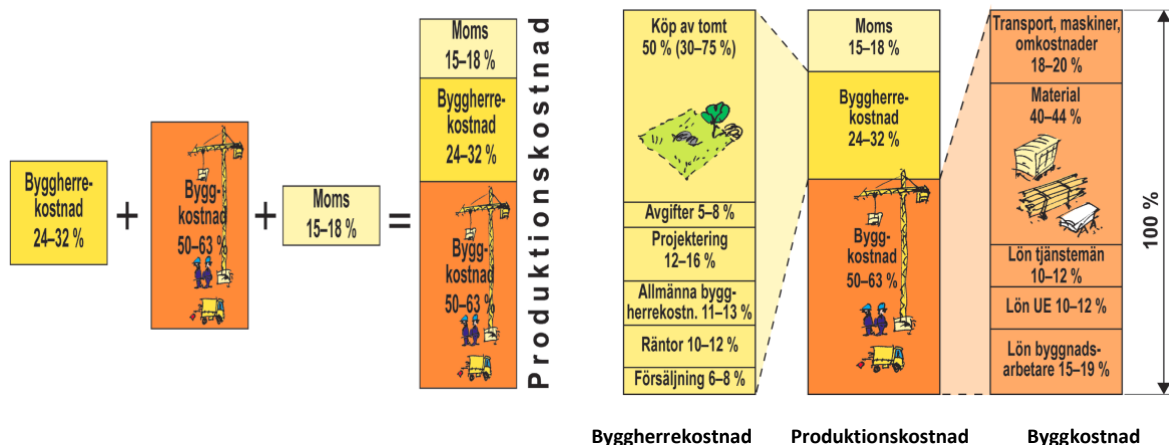 Byggherre-
kostnad
24–32 %
+
Bygg-
kostnad
50–63 %
+
Moms
15–18 %
=
Moms
15–18 %
Byggherre-
kostnad
24–32 %
Bygg-
kostnad
50–63 %
Produktionskostnad
Köp av tomt
50 % (30–75 %)
Avgifter 5–8 %
Projektering
12–16 %
Allmänna bygg-
herrekostn. 11–13 %
Räntor 10–12 %
Försäljning 6–8 %
Byggherrekostnad
Moms
15–18 %
Byggherre-
kostnad
24–32 %
Bygg-
kostnad
50–63 %
Produktionskostnad
Transport, maskiner,
omkostnader
18–20 %
Material
40–44 %
Lön tjänstemän
10–12 %
Lön UE 10–12 %
Lön byggnads-
arbetare 15–19 %
Byggkostnad
100 %